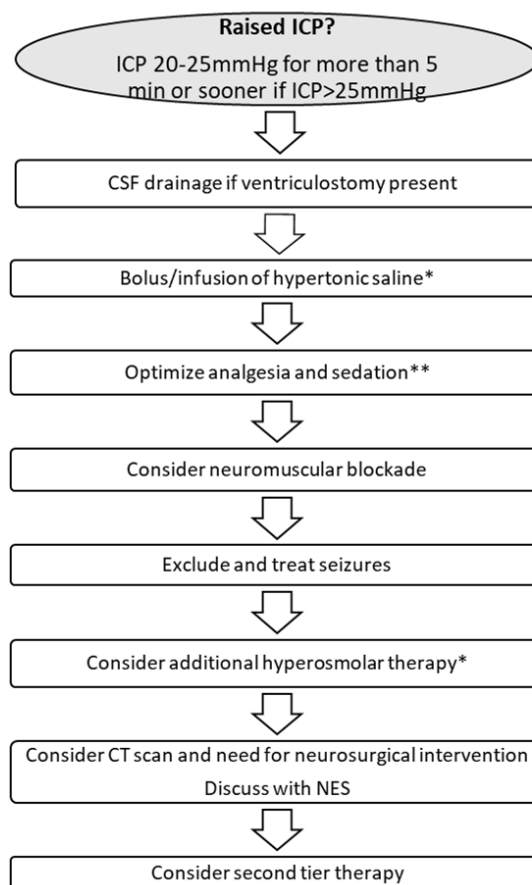 Raised ICP?
ICP 20-25mmHg for more than 5
min or sooner if ICP>25mmHg
CSF drainage if ventriculostomy present
Bolus/infusion of hypertonic saline*
Optimize analgesia and sedation**
Consider neuromuscular blockade
Exclude and treat seizures
Consider additional hyperosmolar therapy*
Consider CT scan and need for neurosurgical intervention
Discuss with NES
Consider second tier therapy